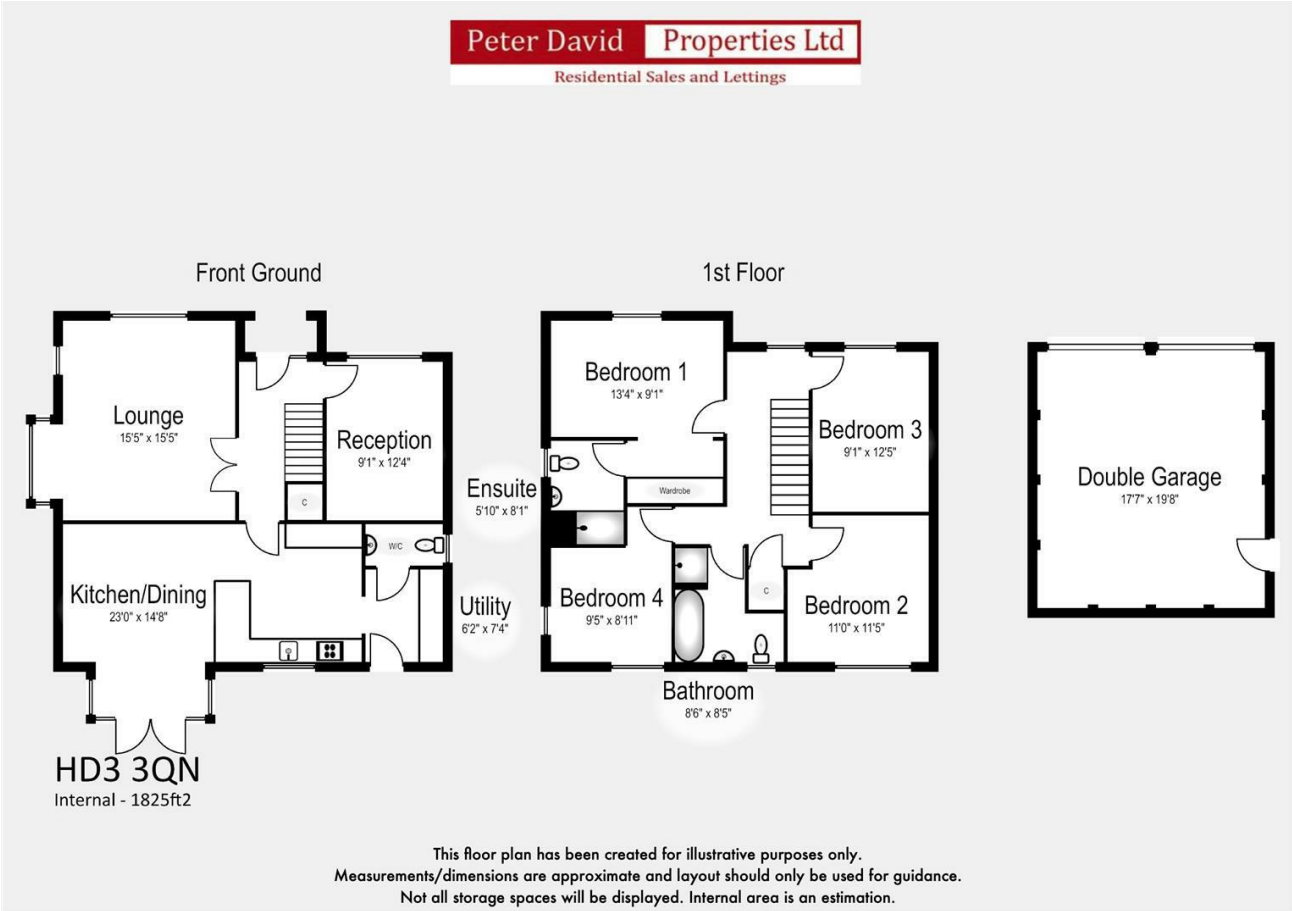 Peter David Properties Ltd
Residential Sales and Lettings
Front Ground
1st Floor
Lounge
15'5" x 15'5"
Reception
9'1" x 12'4"
C
W/C
Kitchen/Dining
23'0" x 14'8"
Utility
6'2" x 7'4"
Bedroom 1
13'4" x 9'1"
Wardrobe
Ensuite
5'10" x 8'1"
Bedroom 3
9'1" x 12'5"
Bedroom 4
9'5" x 8'11"
C
Bedroom 2
11'0" x 11'5"
Bathroom
8'6" x 8'5"
Double Garage
17'7" x 19'8"
HD3 3QN
Internal - 1825ft2
This floor plan has been created for illustrative purposes only.
Measurements/dimensions are approximate and layout should only be used for guidance.
Not all storage spaces will be displayed. Internal area is an estimation.